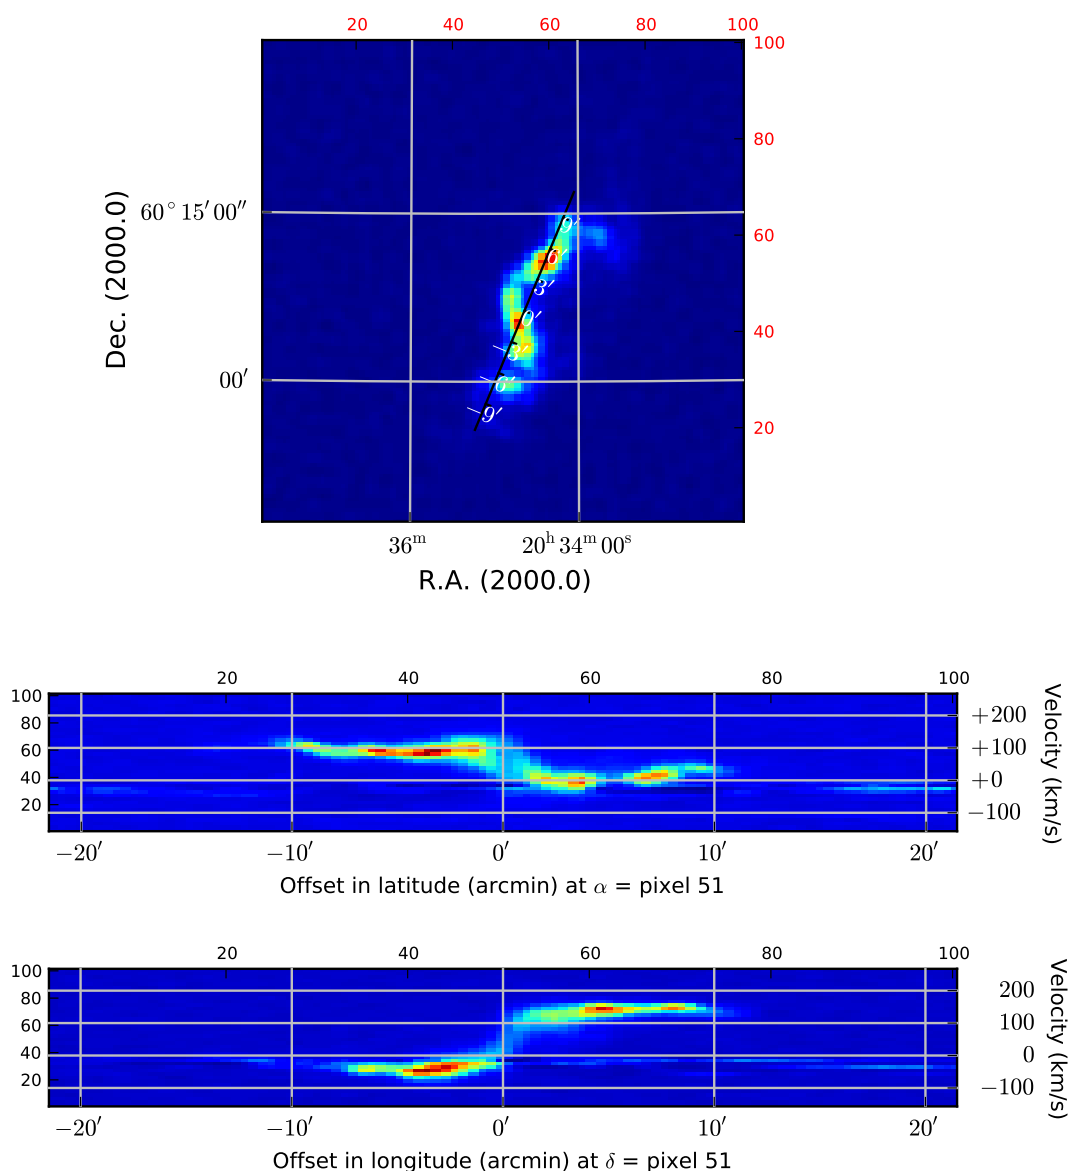 20 40 60 80 100
100
80
60° 15′ 00″
60
9′
6′
3′
40
0′
−3′
00′
−6′
−9′
20
Dec. (2000.0)
36ᵐ 20ʰ 34ᵐ 00ˢ
R.A. (2000.0)
20 40 60 80 100
100
80
60
40
20
+200
+100
+0
−100
Velocity (km/s)
−20′ −10′ 0′ 10′ 20′
Offset in latitude (arcmin) at α = pixel 51
20 40 60 80 100
100
80
60
40
20
200
100
0
−100
Velocity (km/s)
−20′ −10′ 0′ 10′ 20′
Offset in longitude (arcmin) at δ = pixel 51